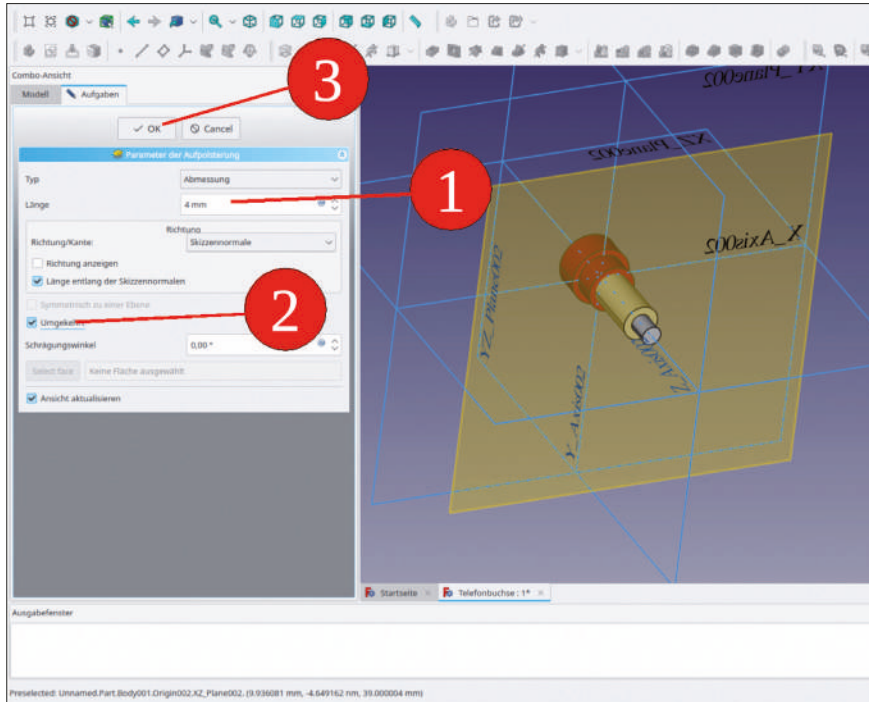 Combo-Ansicht
Modell
Aufgaben
3
OK
Cancel
Parameter der Aufpolsterung
Typ
Abmessung
Länge
4 mm
1
Richtung
Richtung/Kante:
Skizzennormale
Richtung anzeigen
Länge entlang der Skizzennormalen
Symmetrisch zu einer Ebene
Umgekehrt
2
Schrägungswinkel
0,00 °
Select face
Keine Fläche ausgewählt
Ansicht aktualisieren
XY_Plane002
XZ_Plane002
X_Axis002
YZ_Plane002
Z_Axis002
Y_Axis002
Startseite
Telefonbuchse : 1*
Ausgabefenster
Preselected: Unnamed.Part.Body001.Origin002.XZ_Plane002. (9.936081 mm, -4.649162 nm, 39.000004 mm)